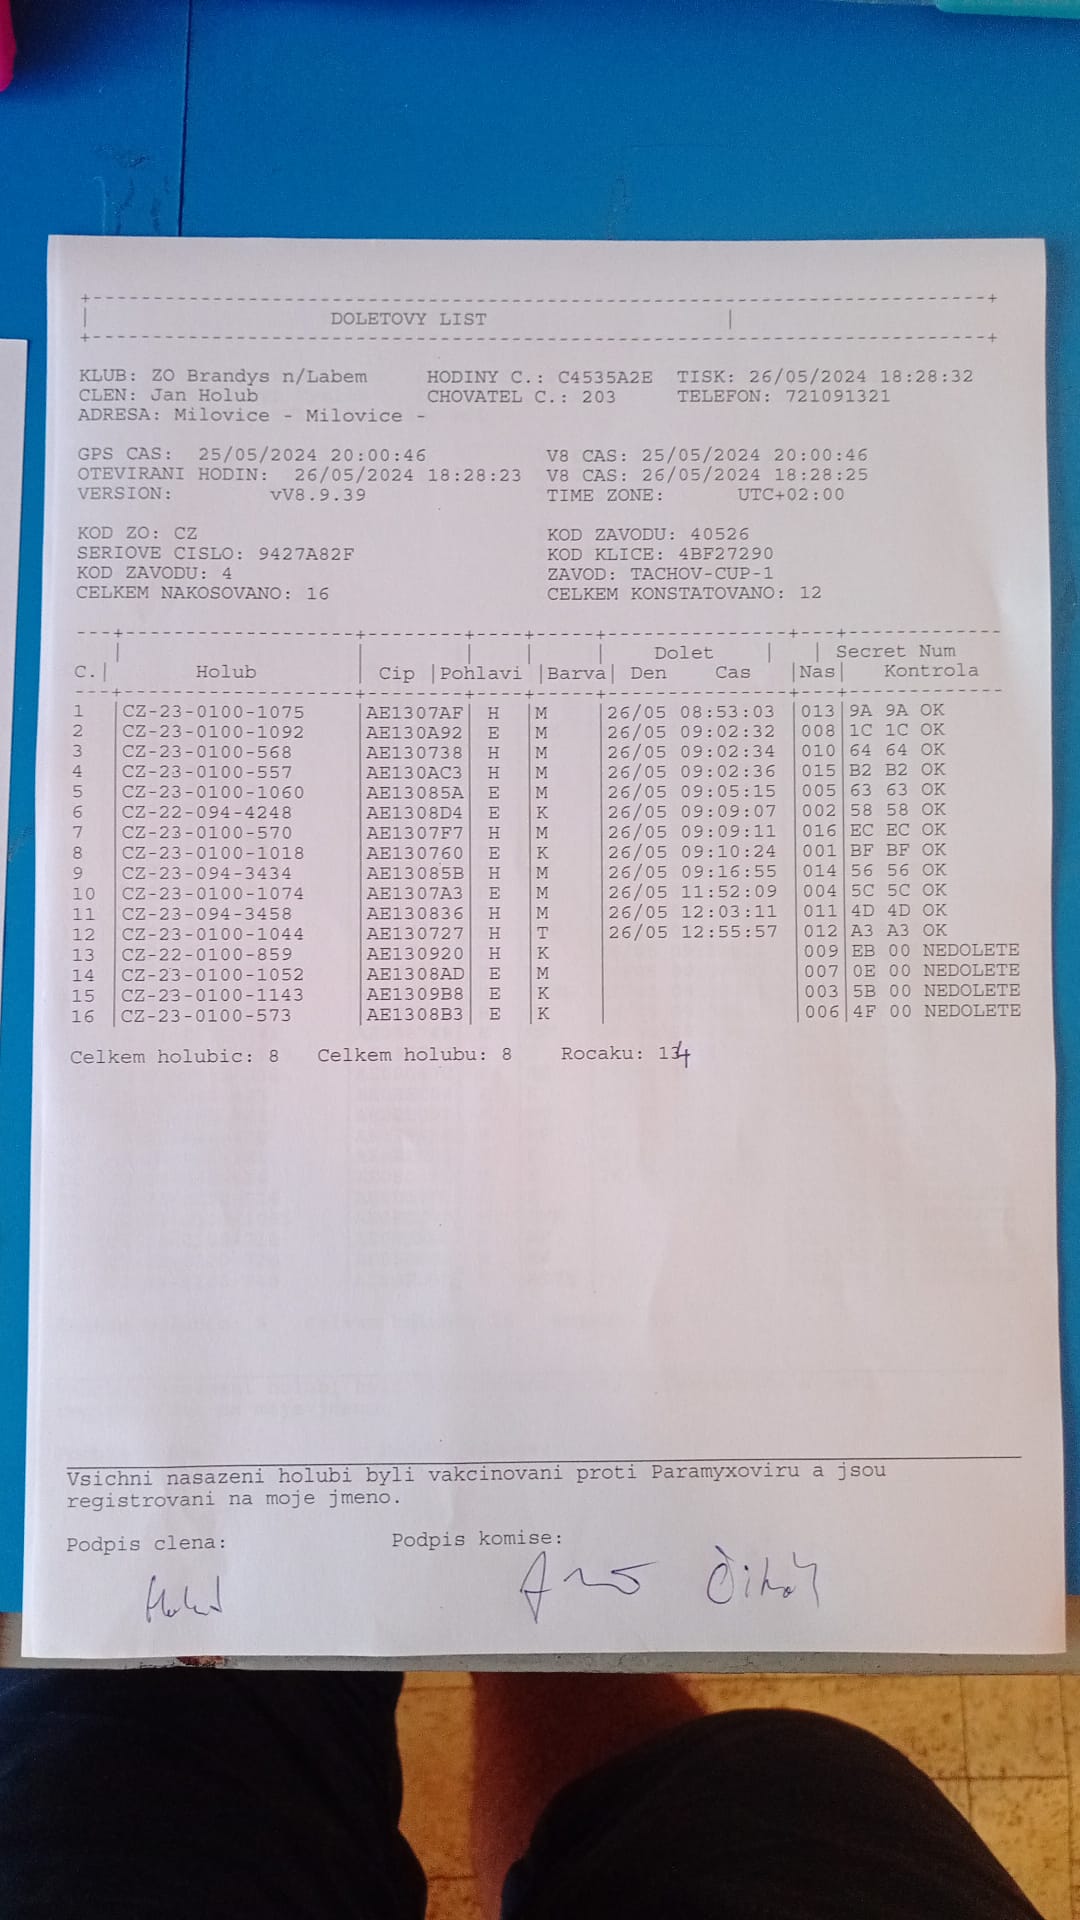 DOLETOVY LIST
KLUB: ZO Brandys n/Labem HODINY C.: C4535A2E TISK: 26/05/2024 18:28:32
CLEN: Jan Holub CHOVATEL C.: 203 TELEFON: 721091321
ADRESA: Milovice - Milovice -
GPS CAS: 25/05/2024 20:00:46 V8 CAS: 25/05/2024 20:00:46
OTEVIRANI HODIN: 26/05/2024 18:28:23 V8 CAS: 26/05/2024 18:28:25
VERSION: vV8.9.39 TIME ZONE: UTC+02:00
KOD ZO: CZ KOD ZAVODU: 40526
SERIOVE CISLO: 9427A82F KOD KLICE: 4BF27290
KOD ZAVODU: 4 ZAVOD: TACHOV-CUP-1
CELKEM NAKOSOVANO: 16 CELKEM KONSTATOVANO: 12
Dolet Secret Num
C. Holub Cip Pohlavi Barva Den Cas Nas Kontrola
1 CZ-23-0100-1075 AE1307AF H M 26/05 08:53:03 013 9A 9A OK
2 CZ-23-0100-1092 AE130A92 E M 26/05 09:02:32 008 1C 1C OK
3 CZ-23-0100-568 AE130738 H M 26/05 09:02:34 010 64 64 OK
4 CZ-23-0100-557 AE130AC3 H M 26/05 09:02:36 015 B2 B2 OK
5 CZ-23-0100-1060 AE13085A E M 26/05 09:05:15 005 63 63 OK
6 CZ-22-094-4248 AE1308D4 E K 26/05 09:09:07 002 58 58 OK
7 CZ-23-0100-570 AE1307F7 H M 26/05 09:09:11 016 EC EC OK
8 CZ-23-0100-1018 AE130760 E K 26/05 09:10:24 001 BF BF OK
9 CZ-23-094-3434 AE13085B H M 26/05 09:16:55 014 56 56 OK
10 CZ-23-0100-1074 AE1307A3 E M 26/05 11:52:09 004 5C 5C OK
11 CZ-23-094-3458 AE130836 H M 26/05 12:03:11 011 4D 4D OK
12 CZ-23-0100-1044 AE130727 H T 26/05 12:55:57 012 A3 A3 OK
13 CZ-22-0100-859 AE130920 H K 009 EB 00 NEDOLETE
14 CZ-23-0100-1052 AE1308AD E M 007 0E 00 NEDOLETE
15 CZ-23-0100-1143 AE1309B8 E K 003 5B 00 NEDOLETE
16 CZ-23-0100-573 AE1308B3 E K 006 4F 00 NEDOLETE
Celkem holubic: 8 Celkem holubu: 8 Rocaku: 14
Vsichni nasazeni holubi byli vakcinovani proti Paramyxoviru a jsou
registrovani na moje jmeno.
Podpis clena: Podpis komise: